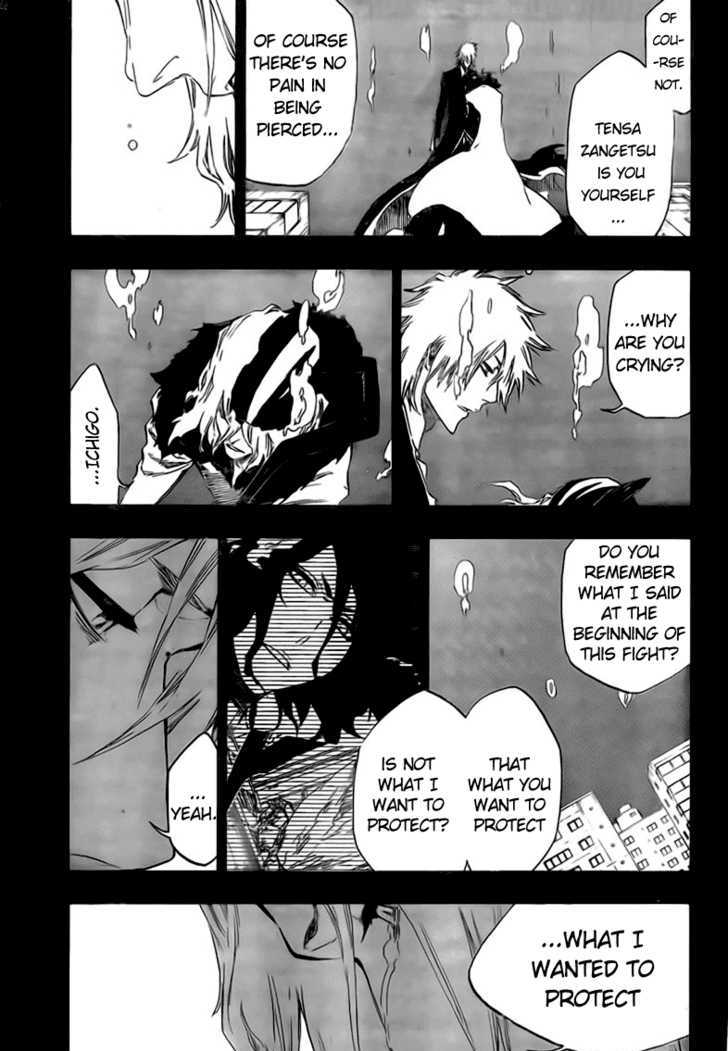 OF
COU-
-RSE
NOT.
TENSA
ZANGETSU
IS YOU
YOURSELF
...
OF COURSE
THERE'S NO
PAIN IN
BEING
PIERCED...
...WHY
ARE YOU
CRYING?
...ICHIGO.
DO YOU
REMEMBER
WHAT I SAID
AT THE
BEGINNING OF
THIS FIGHT?
THAT
WHAT YOU
WANT TO
PROTECT
IS NOT
WHAT I
WANT TO
PROTECT?
...
YEAH.
...WHAT I
WANTED TO
PROTECT